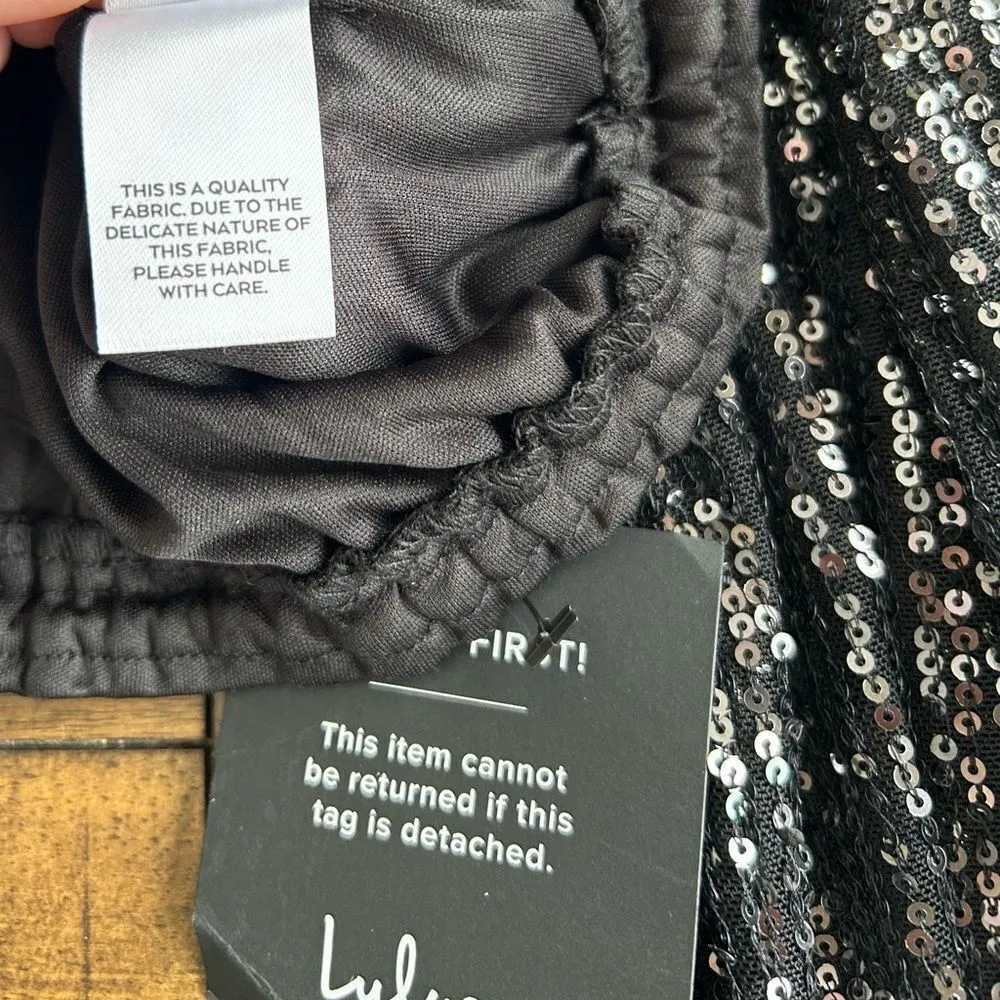 THIS IS A QUALITY
FABRIC. DUE TO THE
DELICATE NATURE OF
THIS FABRIC,
PLEASE HANDLE
WITH CARE.
FIRST!
This item cannot
be returned if this
tag is detached.